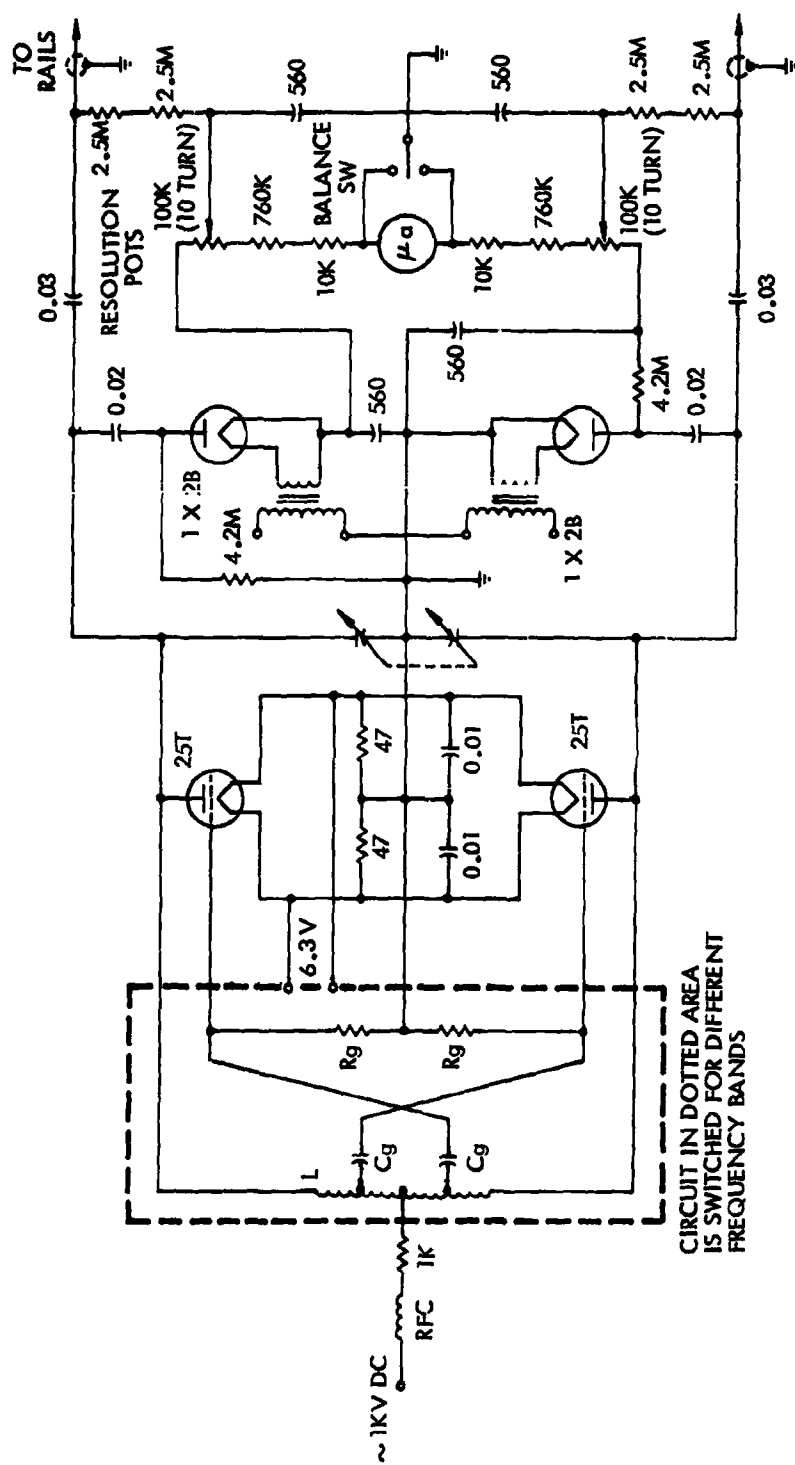 TO
RAILS
0.03
2.5M
2.5M
RESOLUTION
POTS
100K
(10 TURN)
560
560
2.5M
2.5M
760K
10K
BALANCE
SW
μa
10K
760K
100K
(10 TURN)
0.03
0.02
1 X 2B
4.2M
560
560
1 X 2B
4.2M
0.02
25T
47
47
0.01
0.01
25T
6.3V
Rg
Rg
L
Cg
Cg
~1KV DC
RFC
1K
CIRCUIT IN DOTTED AREA
IS SWITCHED FOR DIFFERENT
FREQUENCY BANDS